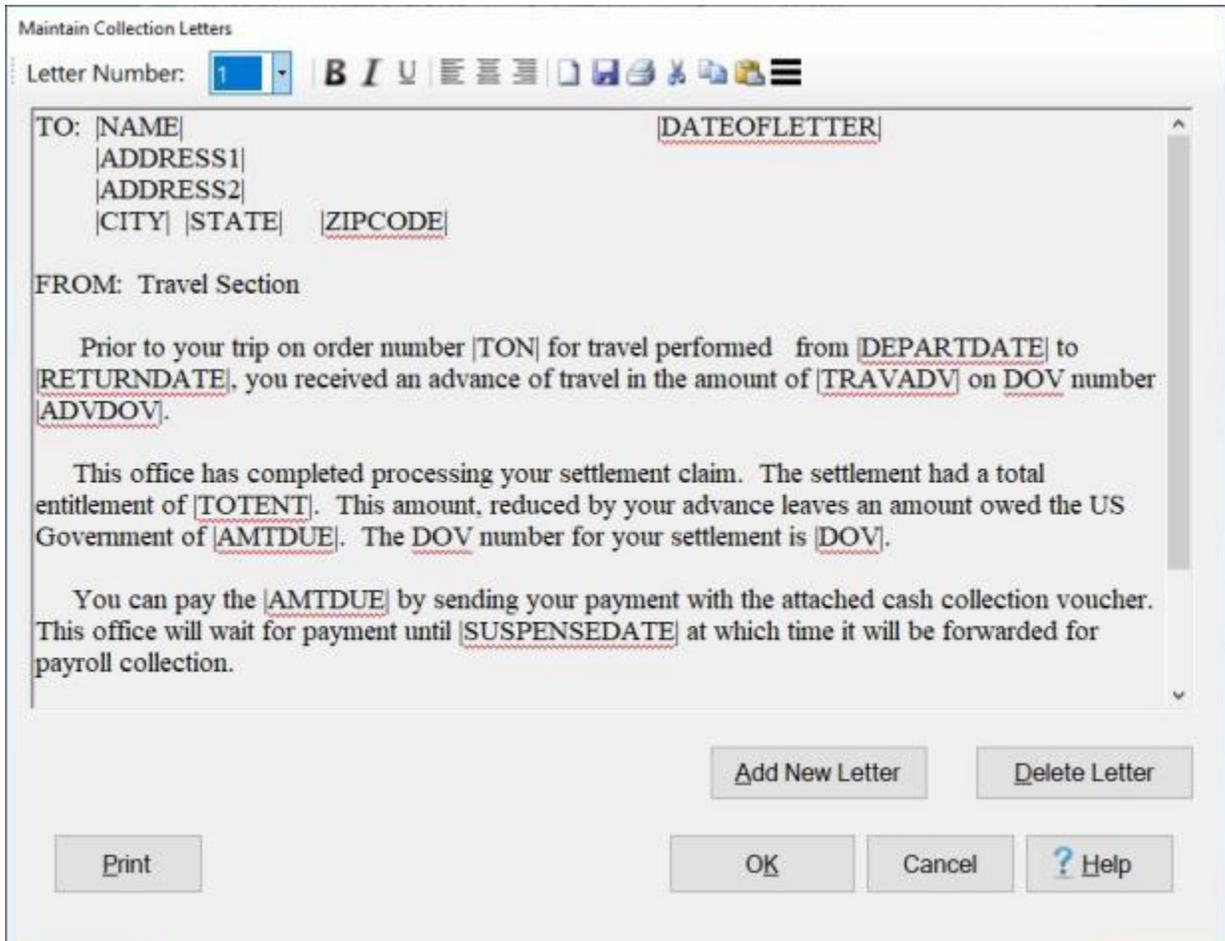 Maintain Collection Letters
Letter Number: 1 B I U
TO: |NAME| |DATEOFLETTER|
|ADDRESS1|
|ADDRESS2|
|CITY| |STATE| |ZIPCODE|
FROM: Travel Section
Prior to your trip on order number |TON| for travel performed from |DEPARTDATE| to
|RETURNDATE|, you received an advance of travel in the amount of |TRAVADV| on DOV number
|ADVDOV|.
This office has completed processing your settlement claim. The settlement had a total
entitlement of |TOTENT|. This amount, reduced by your advance leaves an amount owed the US
Government of |AMTDUE|. The DOV number for your settlement is |DOV|.
You can pay the |AMTDUE| by sending your payment with the attached cash collection voucher.
This office will wait for payment until |SUSPENSEDATE| at which time it will be forwarded for
payroll collection.
Add New Letter Delete Letter
Print OK Cancel ? Help